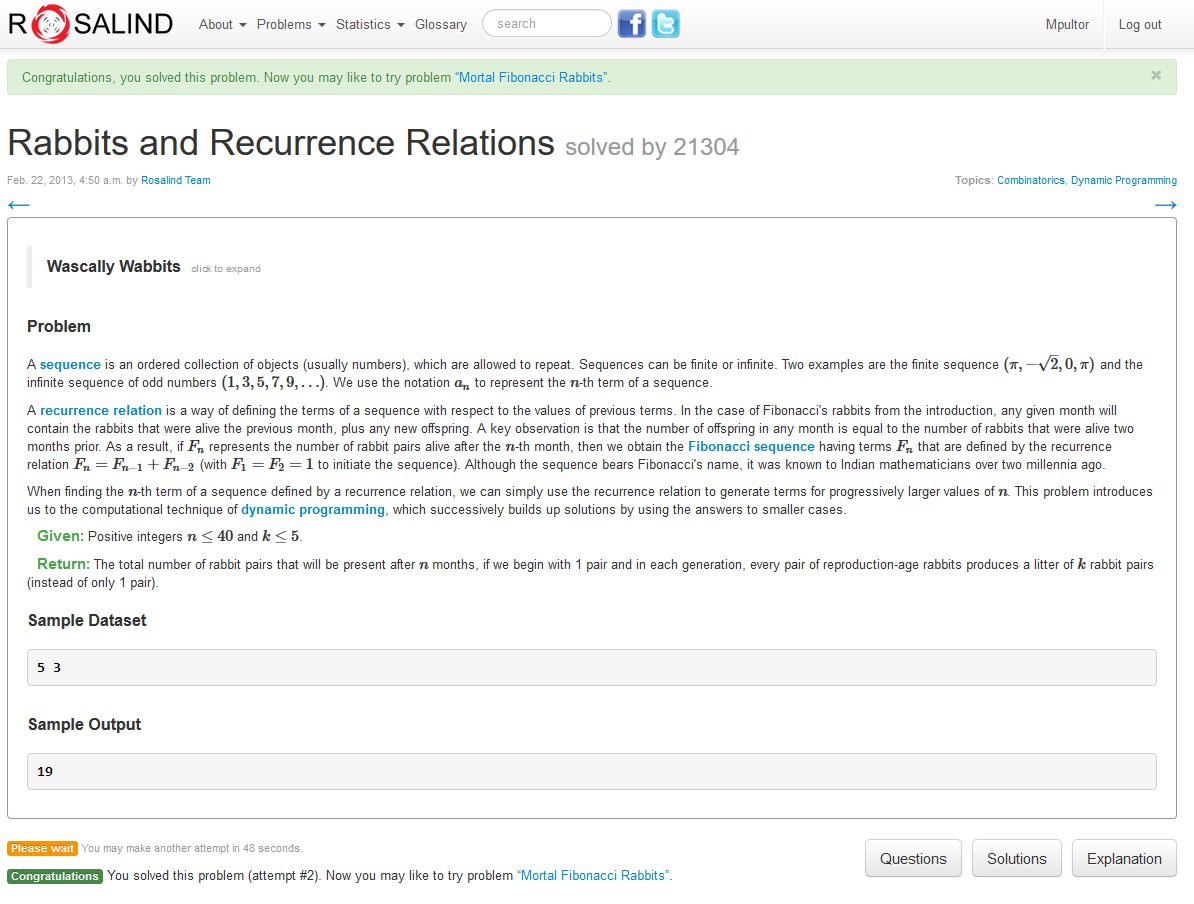 ROSALIND About Problems Statistics Glossary search Mpultor Log out
Congratulations, you solved this problem. Now you may like to try problem “Mortal Fibonacci Rabbits”. ×
Rabbits and Recurrence Relations solved by 21304
Feb. 22, 2013, 4:50 a.m. by Rosalind Team Topics: Combinatorics, Dynamic Programming
← →
Wascally Wabbits click to expand
Problem
A sequence is an ordered collection of objects (usually numbers), which are allowed to repeat. Sequences can be finite or infinite. Two examples are the finite sequence (π, −√2, 0, π) and the
infinite sequence of odd numbers (1, 3, 5, 7, 9, . . .). We use the notation aₙ to represent the n-th term of a sequence.
A recurrence relation is a way of defining the terms of a sequence with respect to the values of previous terms. In the case of Fibonacci's rabbits from the introduction, any given month will
contain the rabbits that were alive the previous month, plus any new offspring. A key observation is that the number of offspring in any month is equal to the number of rabbits that were alive two
months prior. As a result, if Fₙ represents the number of rabbit pairs alive after the n-th month, then we obtain the Fibonacci sequence having terms Fₙ that are defined by the recurrence
relation Fₙ = Fₙ₋₁ + Fₙ₋₂ (with F₁ = F₂ = 1 to initiate the sequence). Although the sequence bears Fibonacci's name, it was known to Indian mathematicians over two millennia ago.
When finding the n-th term of a sequence defined by a recurrence relation, we can simply use the recurrence relation to generate terms for progressively larger values of n. This problem introduces
us to the computational technique of dynamic programming, which successively builds up solutions by using the answers to smaller cases.
Given: Positive integers n ≤ 40 and k ≤ 5.
Return: The total number of rabbit pairs that will be present after n months, if we begin with 1 pair and in each generation, every pair of reproduction-age rabbits produces a litter of k rabbit pairs
(instead of only 1 pair).
Sample Dataset
5 3
Sample Output
19
Please wait You may make another attempt in 48 seconds.
Congratulations You solved this problem (attempt #2). Now you may like to try problem “Mortal Fibonacci Rabbits”.
Questions Solutions Explanation